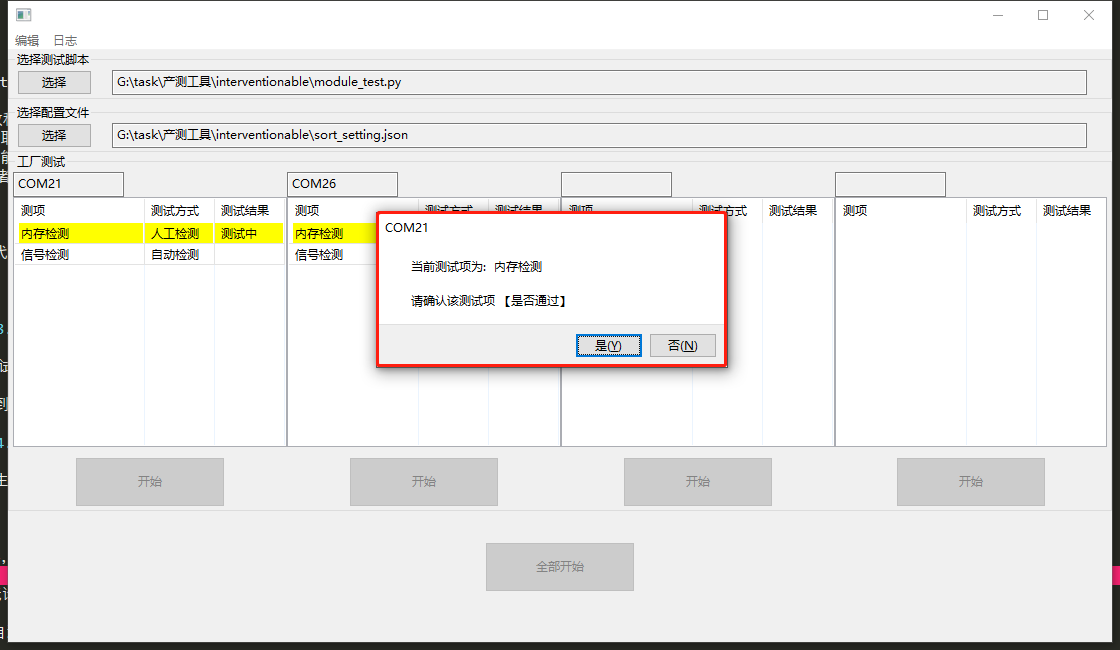 编辑 日志
选择测试脚本
选择 G:\task\产测工具\interventionable\module_test.py
选择配置文件
选择 G:\task\产测工具\interventionable\sort_setting.json
工厂测试
COM21 COM26
测项 测试方式 测试结果 测项 测试方式 测试结果 测项 测试方式 测试结果 测项 测试方式 测试结果
内存检测 人工检测 测试中 内存检测
信号检测 自动检测 信号检测
COM21
当前测试项为: 内存检测
请确认该测试项 【是否通过】
是(Y) 否(N)
开始 开始 开始 开始
全部开始